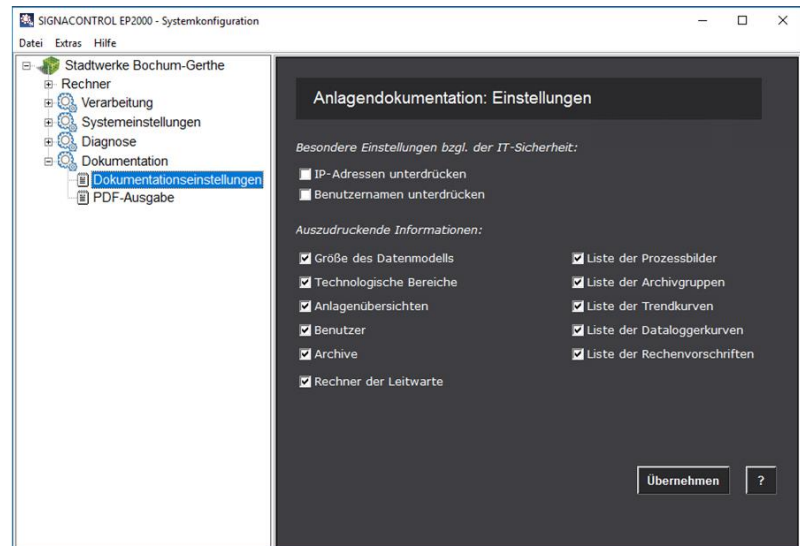 SIGNACONTROL EP2000 - Systemkonfiguration
Datei Extras Hilfe
Stadtwerke Bochum-Gerthe
Rechner
Verarbeitung
Systemeinstellungen
Diagnose
Dokumentation
Dokumentationseinstellungen
PDF-Ausgabe
Anlagendokumentation: Einstellungen
Besondere Einstellungen bzgl. der IT-Sicherheit:
IP-Adressen unterdrücken
Benutzernamen unterdrücken
Auszudruckende Informationen:
Größe des Datenmodells
Technologische Bereiche
Anlagenübersichten
Benutzer
Archive
Rechner der Leitwarte
Liste der Prozessbilder
Liste der Archivgruppen
Liste der Trendkurven
Liste der Dataloggerkurven
Liste der Rechenvorschriften
Übernehmen
?